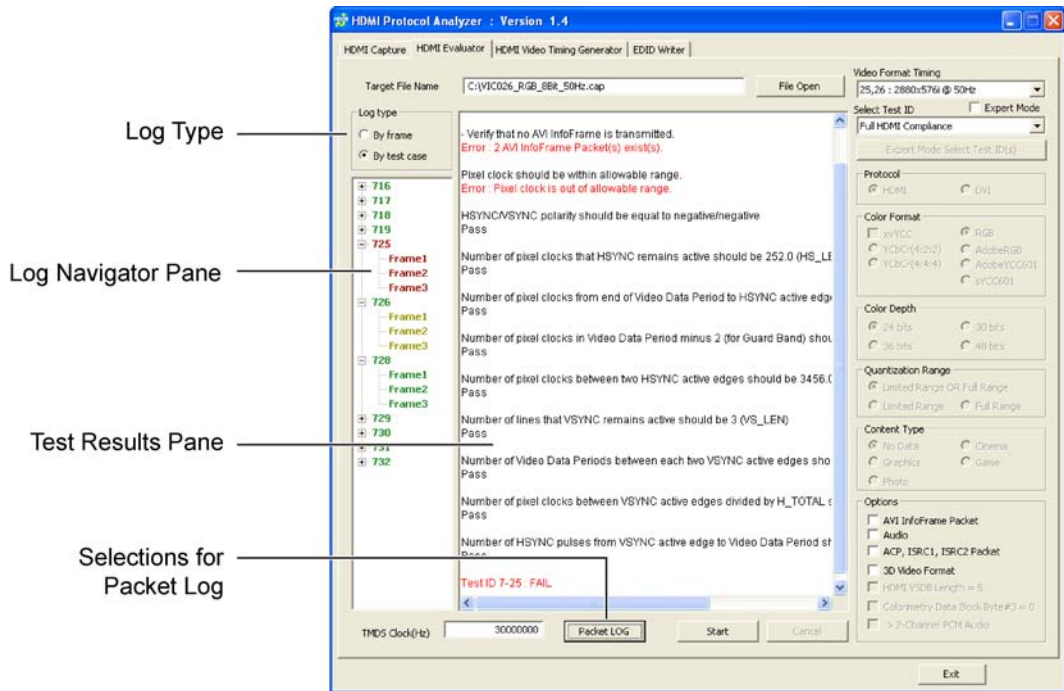 HDMI Protocol Analyzer : Version 1.4
HDMI Capture
HDMI Evaluator
HDMI Video Timing Generator
EDID Writer
Target File Name
C:\VIC026_RGB_8Bit_50Hz.cap
File Open
Video Format Timing
25,26 : 2880x576i @ 50Hz
Select Test ID
Expert Mode
Full HDMI Compliance
Export Mode Select Test ID(s)
Log type
By frame
By test case
Log Type
Log Navigator Pane
Test Results Pane
Selections for
Packet Log
716
717
718
719
725
Frame1
Frame2
Frame3
726
Frame1
Frame2
Frame3
728
Frame1
Frame2
Frame3
729
730
731
732
- Verify that no AVI InfoFrame is transmitted.
Error : 2 AVI InfoFrame Packet(s) exist(s).
Pixel clock should be within allowable range.
Error : Pixel clock is out of allowable range.
HSYNC/VSYNC polarity should be equal to negative/negative
Pass
Number of pixel clocks that HSYNC remains active should be 252.0 (HS_LE
Pass
Number of pixel clocks from end of Video Data Period to HSYNC active edg
Pass
Number of pixel clocks in Video Data Period minus 2 (for Guard Band) shou
Pass
Number of pixel clocks between two HSYNC active edges should be 3456.0
Pass
Number of lines that VSYNC remains active should be 3 (VS_LEN)
Pass
Number of Video Data Periods between each two VSYNC active edges sho
Pass
Number of pixel clocks between VSYNC active edges divided by H_TOTAL s
Pass
Number of HSYNC pulses from VSYNC active edge to Video Data Period sh
Pass
Test ID 7-25 : FAIL
Protocol
HDMI
DVI
Color Format
xvYCC
RGB
YCbCr(4:2:2)
AdobeRGB
YCbCr(4:4:4)
AdobeYCC601
sYCC601
Color Depth
24 bits
30 bits
36 bits
48 bits
Quantization Range
Limited Range OR Full Range
Limited Range
Full Range
Content Type
No Data
Cinema
Graphics
Game
Photo
Options
AVI InfoFrame Packet
Audio
ACP, ISRC1, ISRC2 Packet
3D Video Format
HDMI VSDB Length = 5
Colorimetry Data Block Byte#3 = 0
> 2-Channel PCM Audio
TMDS Clock(Hz)
30000000
Packet LOG
Start
Cancel
Exit